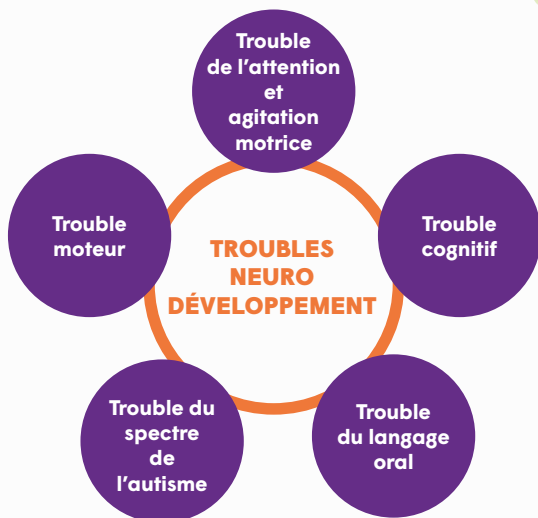 Trouble
de l’attention
et
agitation
motrice
Trouble
moteur
Trouble
cognitif
TROUBLES
NEURO
DÉVELOPPEMENT
Trouble du
spectre
de
l’autisme
Trouble
du langage
oral